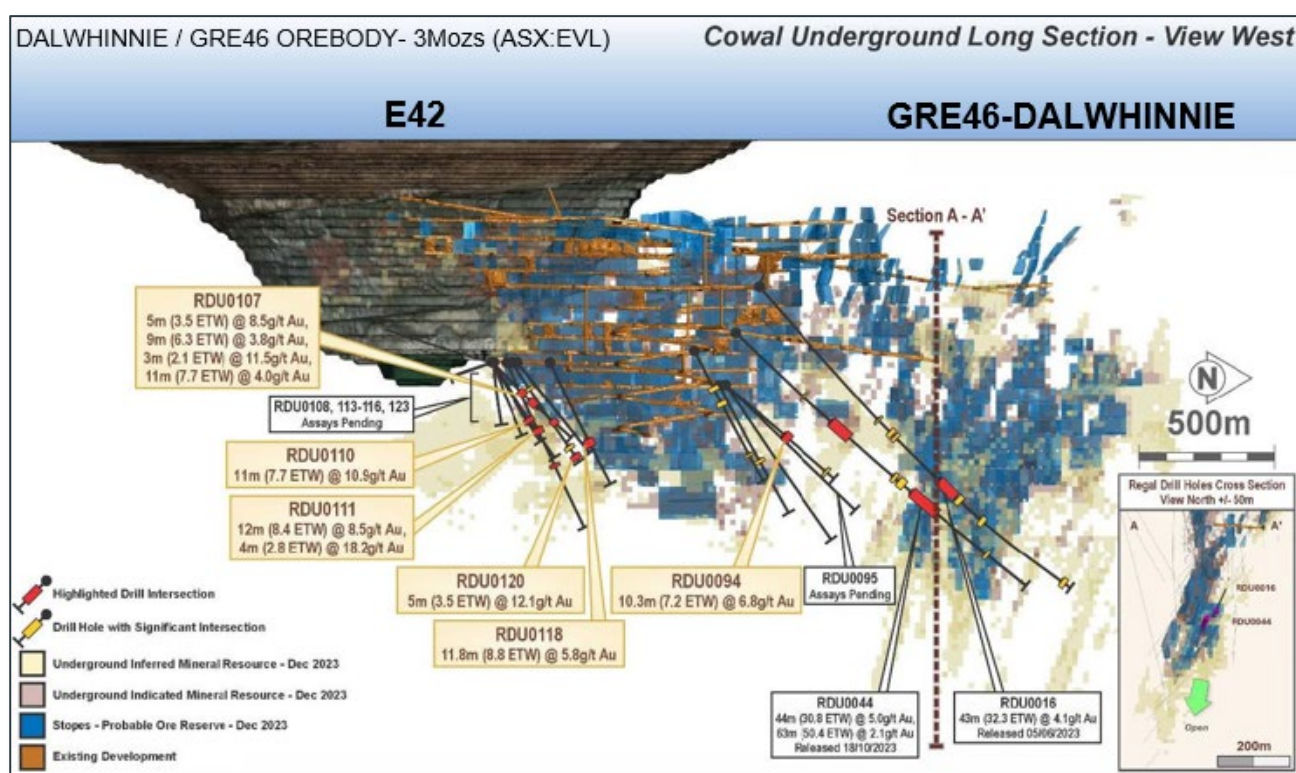 DALWHINNIE / GRE46 OREBODY- 3Mozs (ASX:EVL)
Cowal Underground Long Section - View West
E42
GRE46-DALWHINNIE
Section A - A'
RDU0107
5m (3.5 ETW) @ 8.5g/t Au,
9m (6.3 ETW) @ 3.8g/t Au,
3m (2.1 ETW) @ 11.5g/t Au,
11m (7.7 ETW) @ 4.0g/t Au
RDU0108, 113-116, 123
Assays Pending
RDU0110
11m (7.7 ETW) @ 10.9g/t Au
RDU0111
12m (8.4 ETW) @ 8.5g/t Au,
4m (2.8 ETW) @ 18.2g/t Au
RDU0120
5m (3.5 ETW) @ 12.1g/t Au
RDU0118
11.8m (8.8 ETW) @ 5.8g/t Au
RDU0094
10.3m (7.2 ETW) @ 6.8g/t Au
RDU0095
Assays Pending
RDU0044
44m (30.8 ETW) @ 5.0g/t Au,
63m (50.4 ETW) @ 2.1g/t Au
Released 18/10/2023
RDU0016
43m (32.3 ETW) @ 4.1g/t Au
Released 05/06/2023
N
500m
Regal Drill Holes Cross Section
View North +/- 50m
A
A'
RDU0016
RDU0044
Open
200m
Highlighted Drill Intersection
Drill Hole with Significant Intersection
Underground Inferred Mineral Resource - Dec 2023
Underground Indicated Mineral Resource - Dec 2023
Stopes - Probable Ore Reserve - Dec 2023
Existing Development